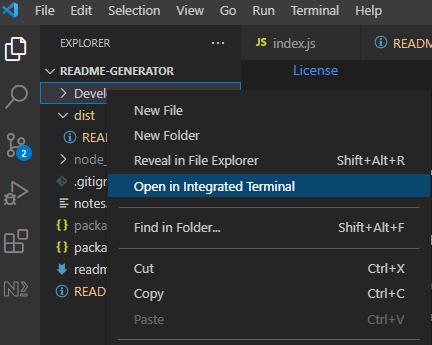 File Edit Selection View Go Run Terminal Help
EXPLORER
JS index.js
README
README-GENERATOR
License
Devel
dist
READ
node_
.gitign
notes.
packa
packa
readm
READ
2
New File
New Folder
Reveal in File Explorer Shift+Alt+R
Open in Integrated Terminal
Find in Folder... Shift+Alt+F
Cut Ctrl+X
Copy Ctrl+C
Paste Ctrl+V